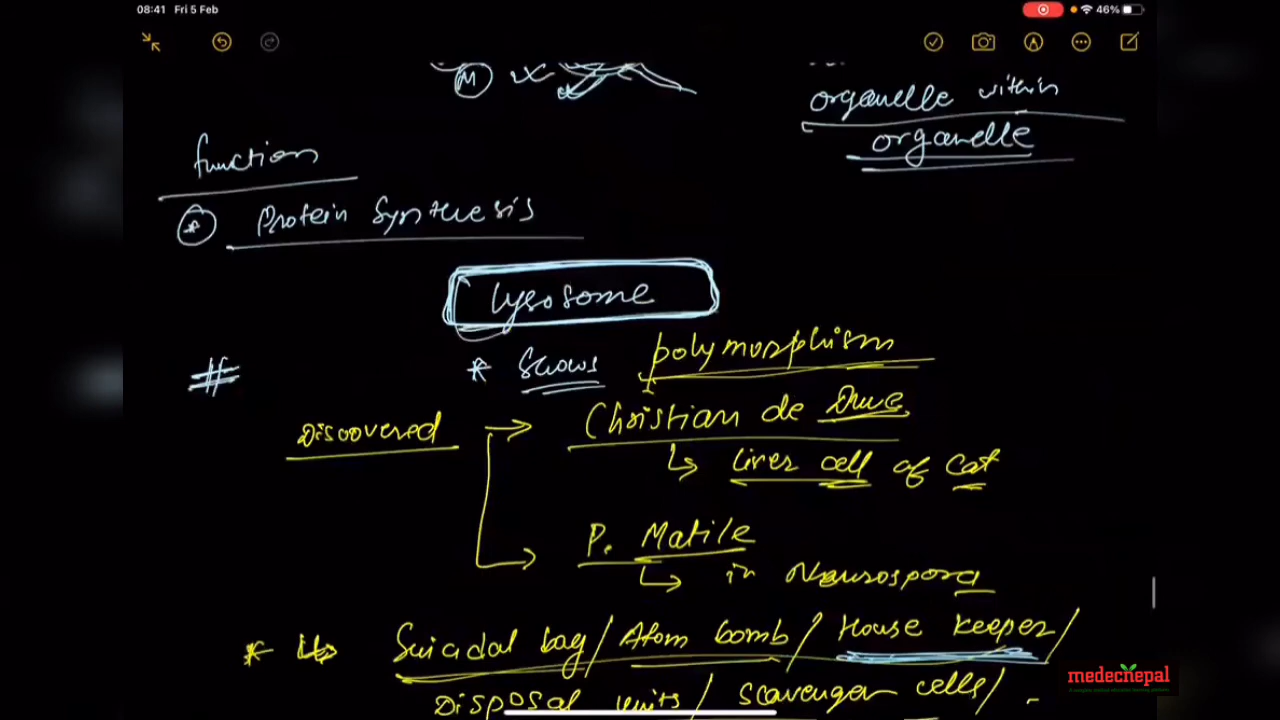 08:41 Fri 5 Feb
46%
M
organelle within
organelle
function
* Protein Synthesis
Lysosome
#
* Shows polymorphism
Discovered → Christian de Duve
↳ Liver cell of Cat
→ P. Matile
↳ in Neurospora
* Suicidal bag / Atom bomb / House keeper /
Disposal units / Scavenger cells /
medechepal